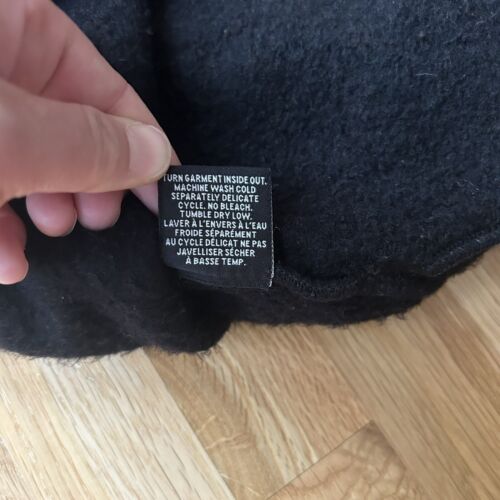 TURN GARMENT INSIDE OUT.
MACHINE WASH COLD
SEPARATELY DELICATE
CYCLE. NO BLEACH.
TUMBLE DRY LOW.
LAVER À L'ENVERS À L'EAU
FROIDE SÉPARÉMENT
AU CYCLE DÉLICAT NE PAS
JAVELLISER SÉCHER
À BASSE TEMP.